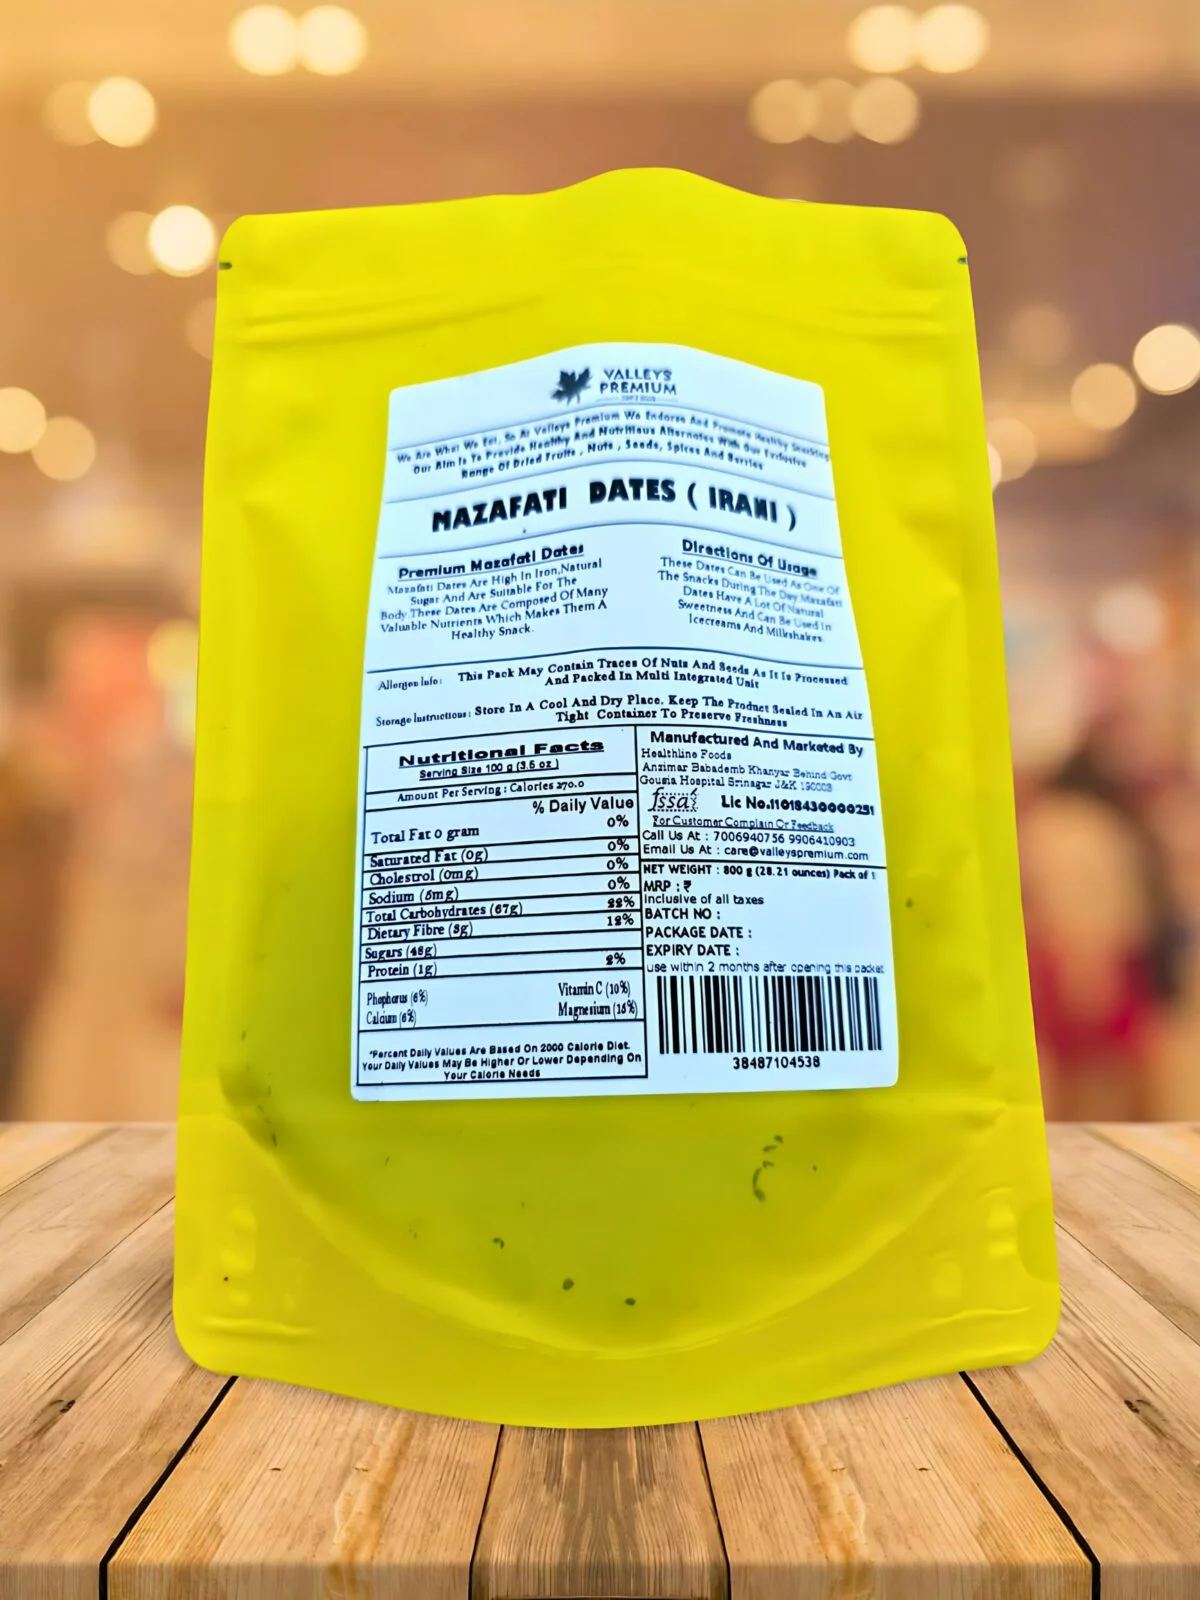 VALLEYS
PREMIUM
We Are What We Eat, So At Valleys Premium We Endorse And Promote Healthy Snacking
Our Aim Is To Provide Healthy And Nutritious Alternates With Our Exclusive
Range Of Dried Fruits , Nuts , Seeds, Spices And Berries
MAZAFATI DATES ( IRANI )
Premium Mazafati Dates
Mazafati Dates Are High In Iron,Natural
Sugar And Are Suitable For The
Body.These Dates Are Composed Of Many
Valuable Nutrients Which Makes Them A
Healthy Snack.
Directions Of Usage
These Dates Can Be Used As One Of
The Snacks During The Day Mazafati
Dates Have A Lot Of Natural
Sweetness And Can Be Used In
Icecreams And Milkshakes
Allergen Info: This Pack May Contain Traces Of Nuts And Seeds As It Is Processed
And Packed In Multi Integrated Unit
Storage Instructions: Store In A Cool And Dry Place. Keep The Product Sealed In An Air
Tight Container To Preserve Freshness
Nutritional Facts
Serving Size 100 g (3.5 oz )
Amount Per Serving : Calories 270.0
% Daily Value
Total Fat 0 gram 0%
Saturated Fat (0g) 0%
Cholestrol (0mg) 0%
Sodium (5mg) 0%
Total Carbohydrates (67g) 22%
Dietary Fibre (3g) 12%
Sugars (48g)
Protein (1g) 2%
Phophorus (6%) Vitamin C (10%)
Calcium (6%) Magnesium
*Percent Daily Values Are Based On 2000 Calorie Diet.
Your Daily Values May Be Higher Or Lower Depending On
Your Calorie Needs
Manufactured And Marketed By
Healthline Foods
Anzimar Babademb Khanyar Behind Govt
Gousia Hospital Srinagar J&K 190003
fssai Lic No.11018430000251
For Customer Complain Or Feedback
Call Us At : 7006940756 9906410903
Email Us At : care@valleyspremium.com
NET WEIGHT : 800 g (28.21 ounces) Pack of 1
MRP : ₹
Inclusive of all taxes
BATCH NO :
PACKAGE DATE :
EXPIRY DATE :
use within 2 months after opening this packet
38487104538